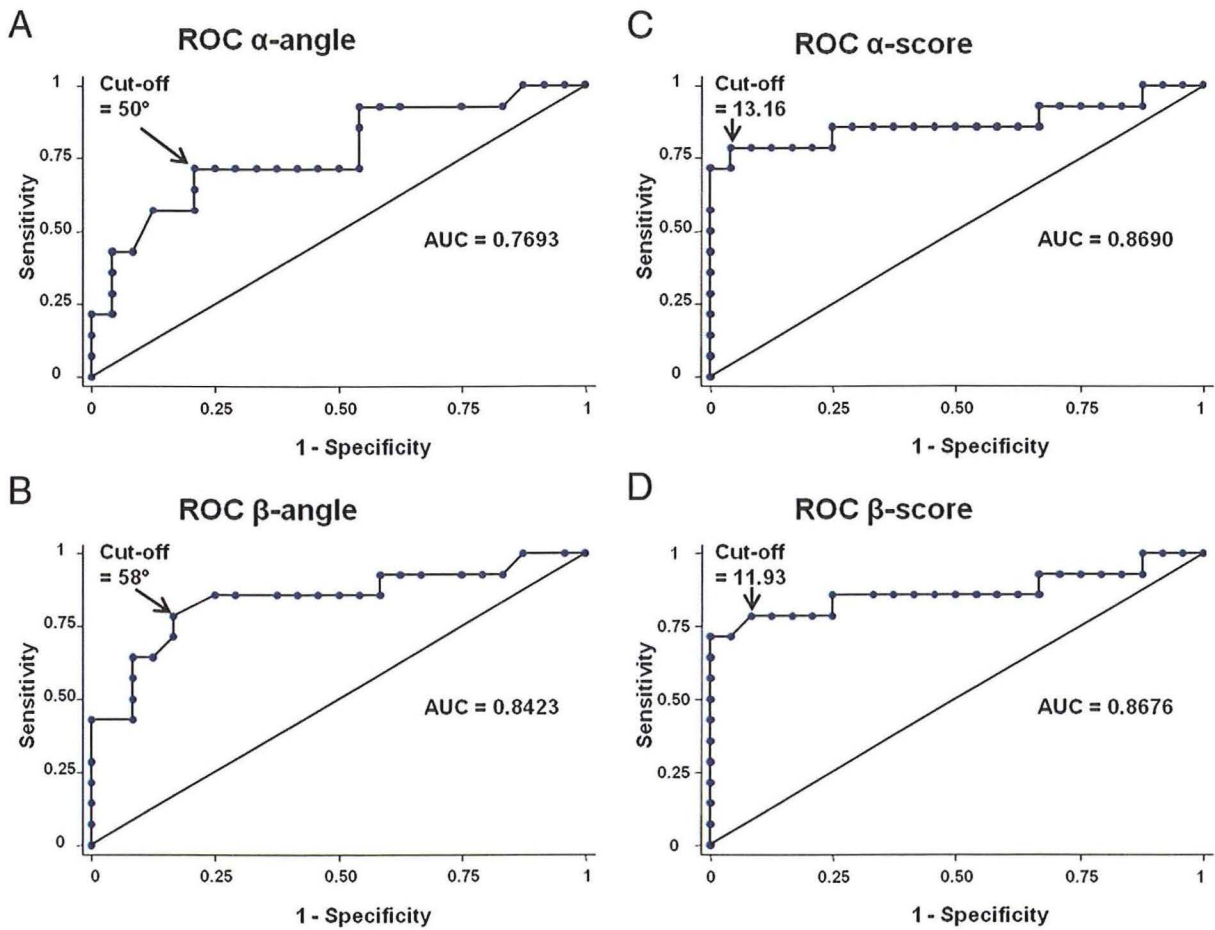 A
ROC α-angle
Cut-off
= 50°
1
0.75
0.50
0.25
0
Sensitivity
AUC = 0.7693
0 0.25 0.50 0.75 1
1 - Specificity
C
ROC α-score
Cut-off
= 13.16
1
0.75
0.50
0.25
0
Sensitivity
AUC = 0.8690
0 0.25 0.50 0.75 1
1 - Specificity
B
ROC β-angle
Cut-off
= 58°
1
0.75
0.50
0.25
0
Sensitivity
AUC = 0.8423
0 0.25 0.50 0.75 1
1 - Specificity
D
ROC β-score
Cut-off
= 11.93
1
0.75
0.50
0.25
0
Sensitivity
AUC = 0.8676
0 0.25 0.50 0.75 1
1 - Specificity